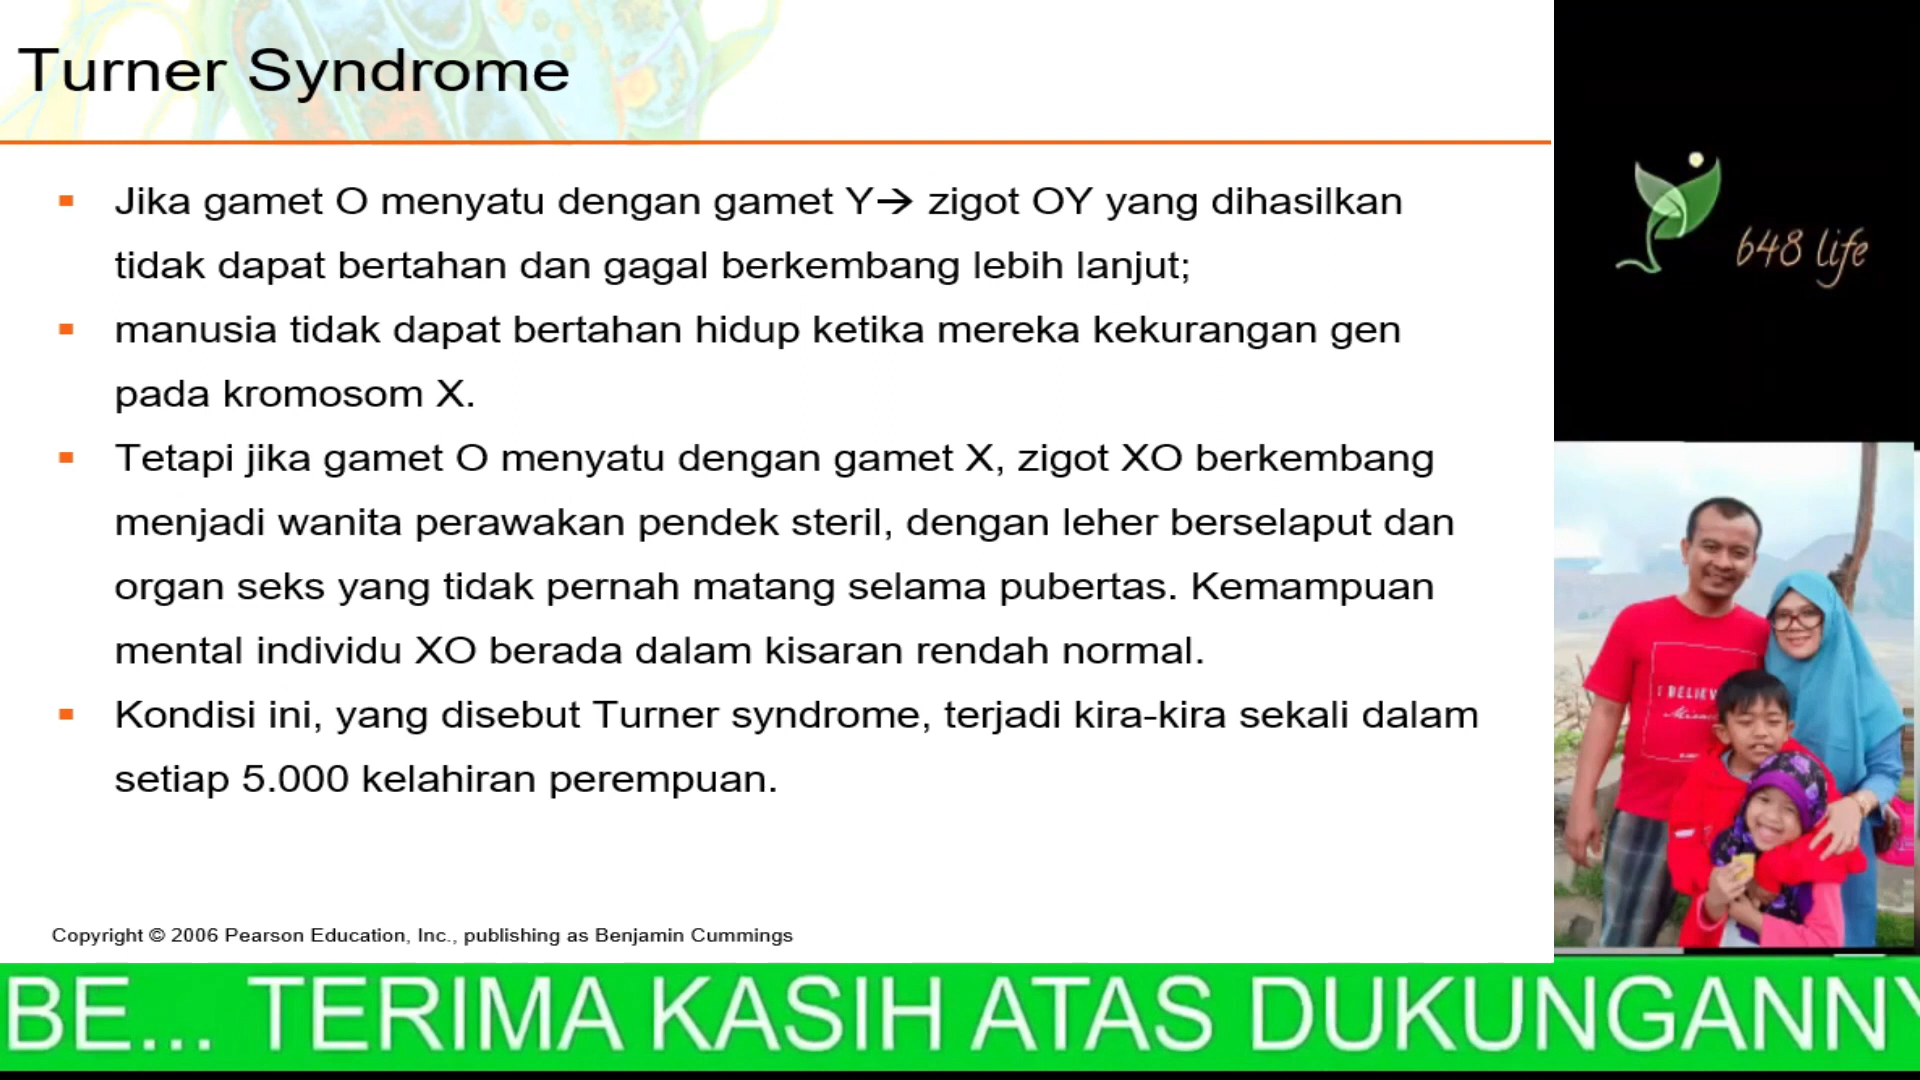 Turner Syndrome
Jika gamet O menyatu dengan gamet Y→ zigot OY yang dihasilkan
tidak dapat bertahan dan gagal berkembang lebih lanjut;
manusia tidak dapat bertahan hidup ketika mereka kekurangan gen
pada kromosom X.
Tetapi jika gamet O menyatu dengan gamet X, zigot XO berkembang
menjadi wanita perawakan pendek steril, dengan leher berselaput dan
organ seks yang tidak pernah matang selama pubertas. Kemampuan
mental individu XO berada dalam kisaran rendah normal.
Kondisi ini, yang disebut Turner syndrome, terjadi kira-kira sekali dalam
setiap 5.000 kelahiran perempuan.
Copyright © 2006 Pearson Education, Inc., publishing as Benjamin Cummings
648 life
I BELIEV
BE... TERIMA KASIH ATAS DUKUNGANNY